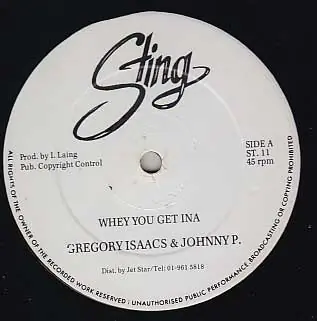 Sting
Prod. by I. Laing
Pub. Copyright Control
SIDE A
ST. 11
45 rpm
WHEY YOU GET INA
GREGORY ISAACS & JOHNNY P.
Dist. by Jet Star/Tel: 01-961 5818
ALL RIGHTS OF THE OWNER OF THE RECORDED WORK RESERVED : UNAUTHORISED PUBLIC PERFORMANCE, BROADCASTING OR COPYING PROHIBITED